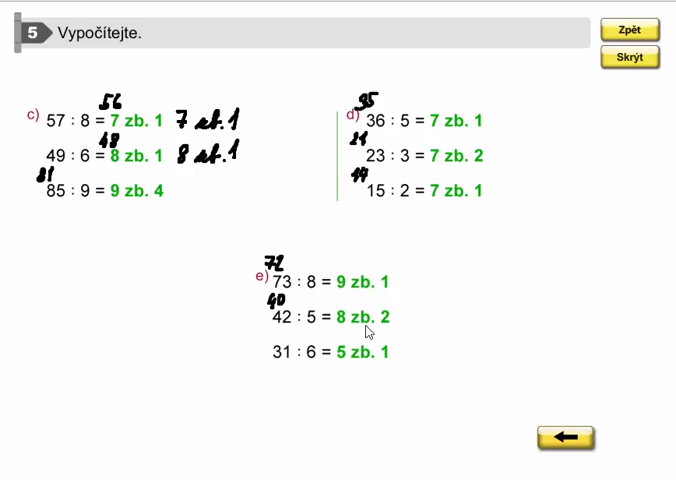 5 Vypočítejte.
Zpět
Skrýt
56
c) 57 : 8 = 7 zb. 1 7 zb. 1
48
49 : 6 = 8 zb. 1 8 zb. 1
81
85 : 9 = 9 zb. 4
35
d) 36 : 5 = 7 zb. 1
21
23 : 3 = 7 zb. 2
14
15 : 2 = 7 zb. 1
72
e) 73 : 8 = 9 zb. 1
40
42 : 5 = 8 zb. 2
31 : 6 = 5 zb. 1